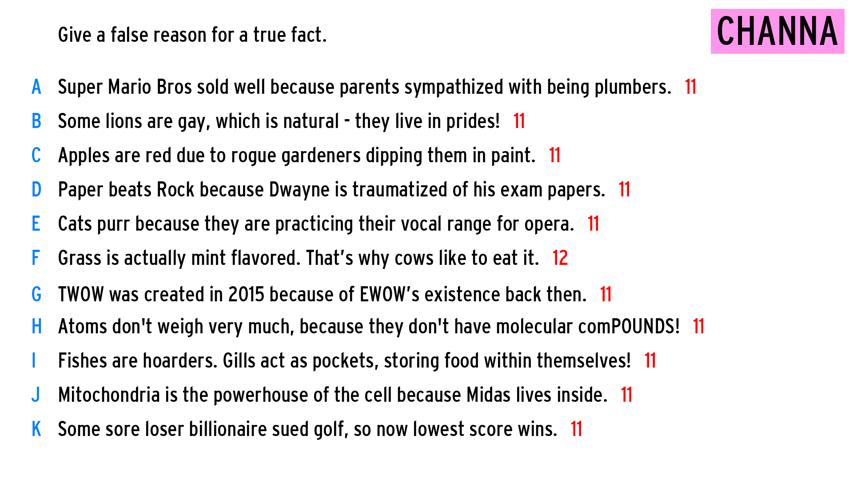 Give a false reason for a true fact.
CHANNA
A Super Mario Bros sold well because parents sympathized with being plumbers. 11
B Some lions are gay, which is natural - they live in prides! 11
C Apples are red due to rogue gardeners dipping them in paint. 11
D Paper beats Rock because Dwayne is traumatized of his exam papers. 11
E Cats purr because they are practicing their vocal range for opera. 11
F Grass is actually mint flavored. That's why cows like to eat it. 12
G TWOW was created in 2015 because of EWOW's existence back then. 11
H Atoms don't weigh very much, because they don't have molecular comPOUNDS! 11
I Fishes are hoarders. Gills act as pockets, storing food within themselves! 11
J Mitochondria is the powerhouse of the cell because Midas lives inside. 11
K Some sore loser billionaire sued golf, so now lowest score wins. 11